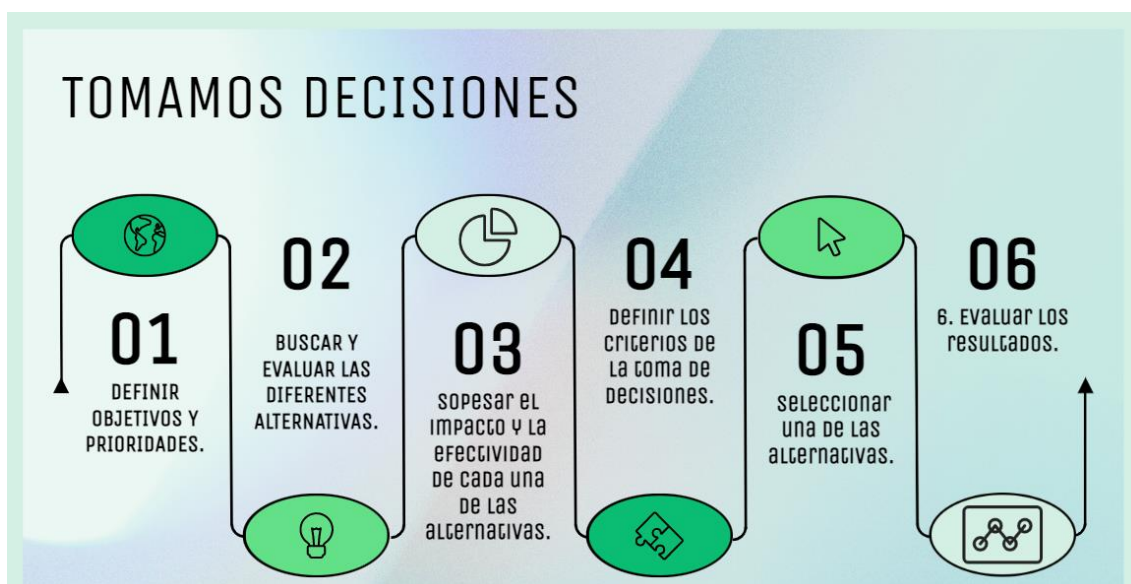 TOMAMOS DECISIONES
01
DEFINIR
OBJETIVOS Y
PRIORIDADES.
02
BUSCAR Y
EVALUAR LAS
DIFERENTES
ALTERNATIVAS.
03
SOPESAR EL
IMPACTO Y LA
EFECTIVIDAD
DE CADA UNA
DE LAS
ALTERNATIVAS.
04
DEFINIR LOS
CRITERIOS DE
LA TOMA DE
DECISIONES.
05
SELECCIONAR
UNA DE LAS
ALTERNATIVAS.
06
6. EVALUAR LOS
RESULTADOS.